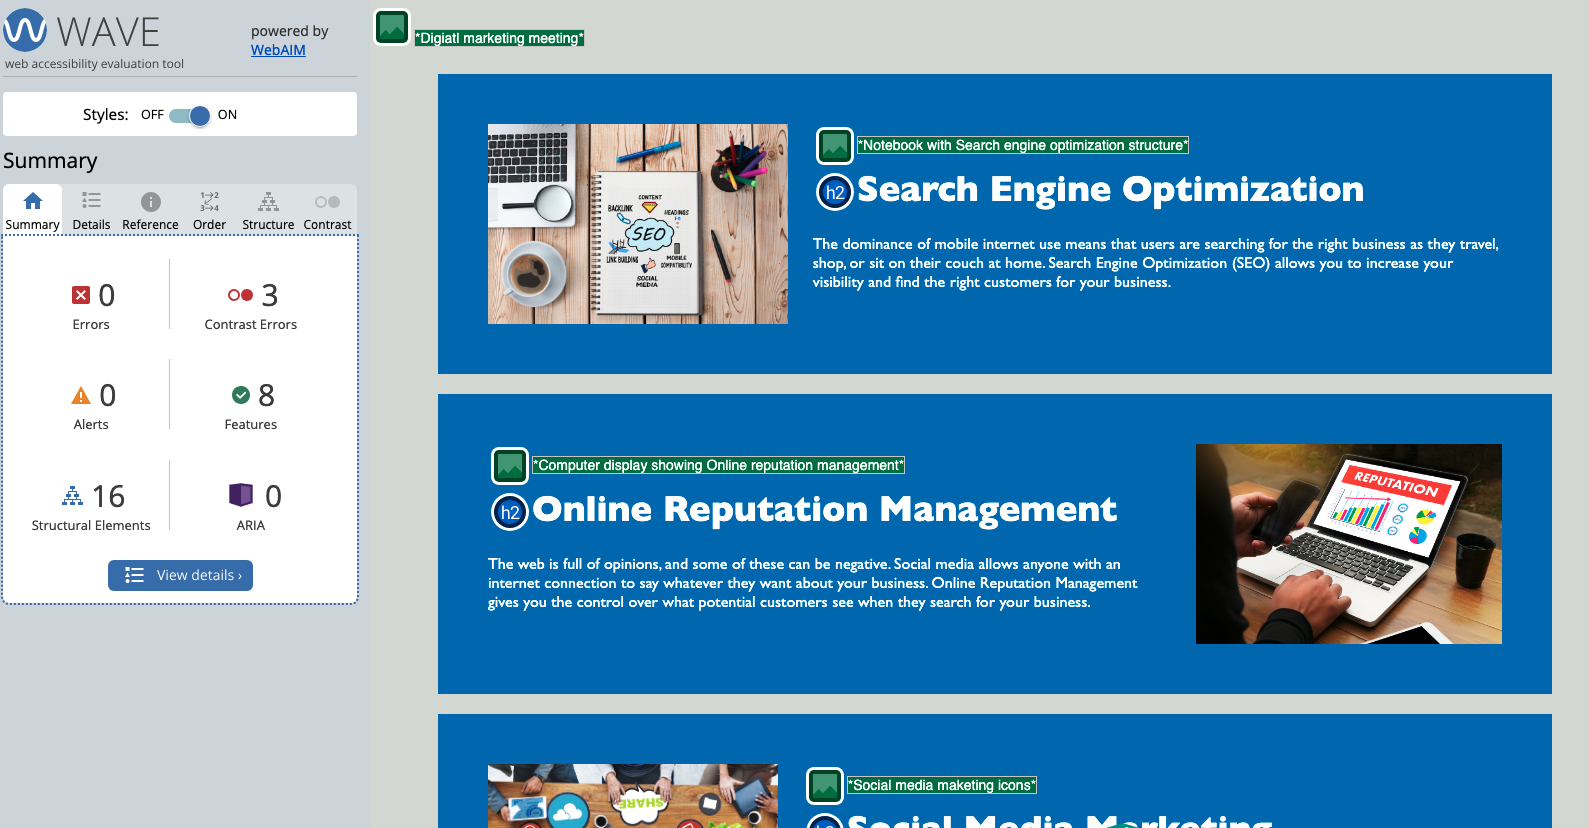 WAVE
powered by
WebAIM
web accessibility evaluation tool
Styles: OFF ON
Summary
Summary Details Reference Order Structure Contrast
0
Errors
3
Contrast Errors
0
Alerts
8
Features
16
Structural Elements
0
ARIA
View details ›
*Digiatl marketing meeting*
CONTENT
BACKLINK
HEADINGS
SEO
LINK BUILDING
MOBILE
COMPATIBILITY
SOCIAL
MEDIA
*Notebook with Search engine optimization structure*
h2 Search Engine Optimization
The dominance of mobile internet use means that users are searching for the right business as they travel,
shop, or sit on their couch at home. Search Engine Optimization (SEO) allows you to increase your
visibility and find the right customers for your business.
*Computer display showing Online reputation management*
h2 Online Reputation Management
The web is full of opinions, and some of these can be negative. Social media allows anyone with an
internet connection to say whatever they want about your business. Online Reputation Management
gives you the control over what potential customers see when they search for your business.
REPUTATION
SHARE
*Social media maketing icons*
h2 Social Media Marketing